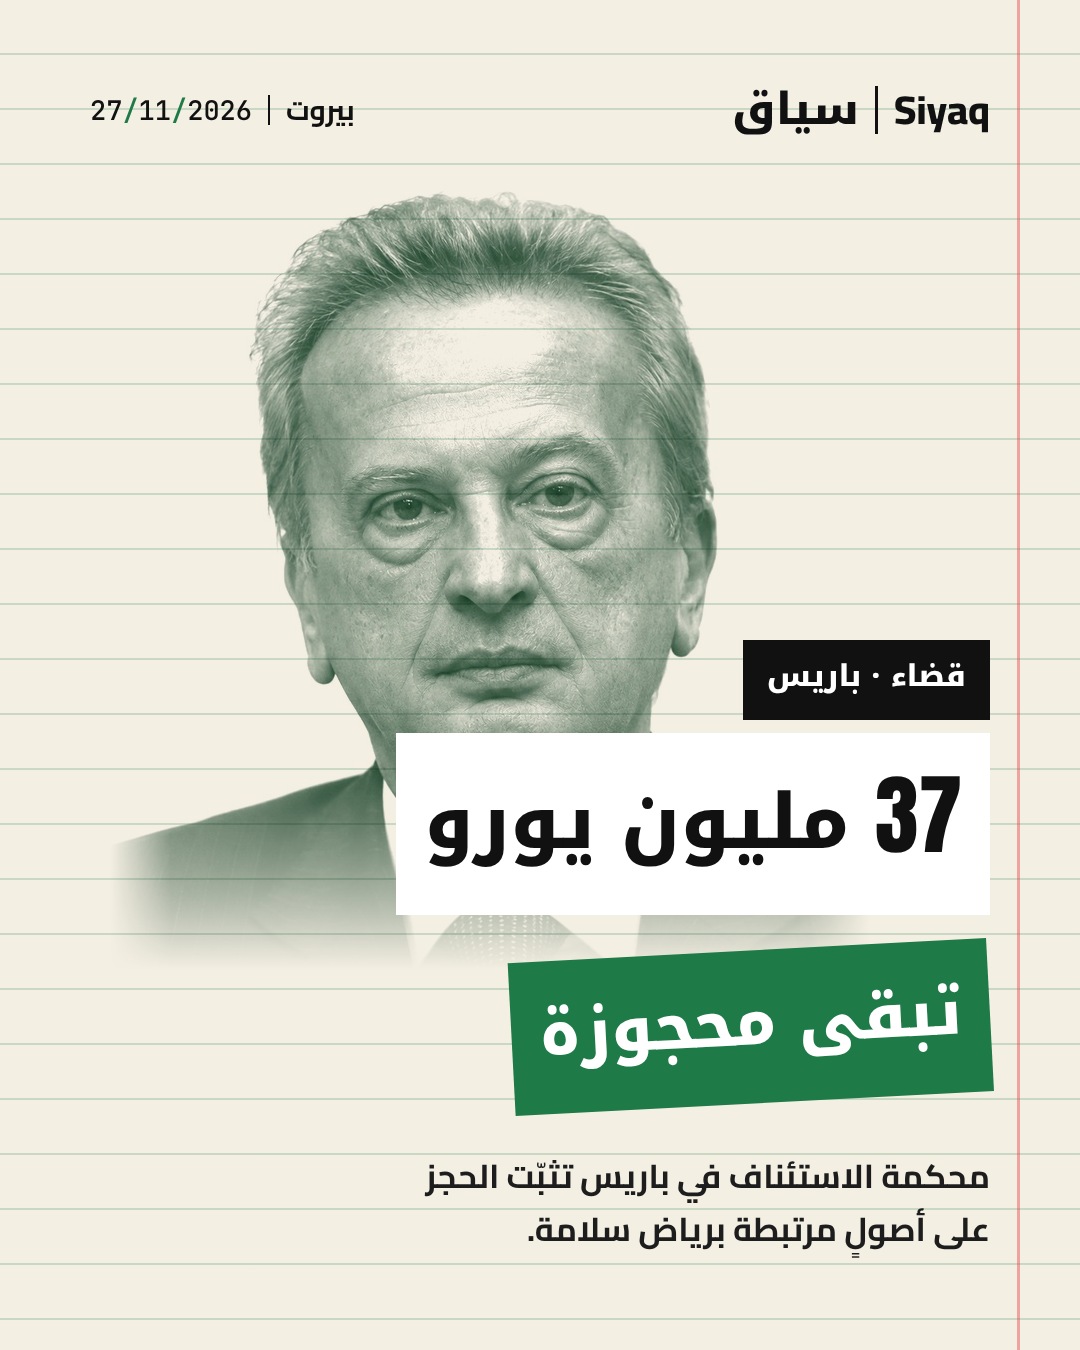 Siyaq | سياق
بيروت | 27/11/2026
قضاء · باريس
37 مليون يورو
تبقى محجوزة
محكمة الاستئناف في باريس تثبّت الحجز
على أصولٍ مرتبطة برياض سلامة.